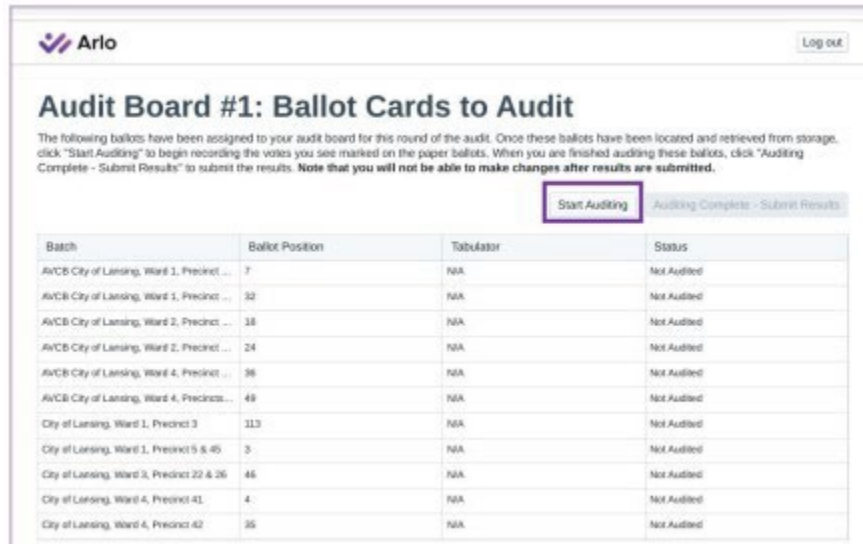 Arlo
Log out
Audit Board #1: Ballot Cards to Audit
The following ballots have been assigned to your audit board for this round of the audit. Once these ballots have been located and retrieved from storage,
click "Start Auditing" to begin recording the votes you see marked on the paper ballots. When you are finished auditing these ballots, click "Auditing
Complete - Submit Results" to submit the results. Note that you will not be able to make changes after results are submitted.
Start Auditing Auditing Complete - Submit Results
Batch Ballot Position Tabulator Status
AVCB City of Lansing, Ward 1, Precinct ... 7 N/A Not Audited
AVCB City of Lansing, Ward 1, Precinct ... 32 N/A Not Audited
AVCB City of Lansing, Ward 2, Precinct ... 18 N/A Not Audited
AVCB City of Lansing, Ward 2, Precinct ... 24 N/A Not Audited
AVCB City of Lansing, Ward 4, Precinct ... 36 N/A Not Audited
AVCB City of Lansing, Ward 4, Precincts... 49 N/A Not Audited
City of Lansing, Ward 1, Precinct 3 113 N/A Not Audited
City of Lansing, Ward 1, Precinct 5 & 45 3 N/A Not Audited
City of Lansing, Ward 3, Precinct 22 & 26 46 N/A Not Audited
City of Lansing, Ward 4, Precinct 41 4 N/A Not Audited
City of Lansing, Ward 4, Precinct 42 35 N/A Not Audited